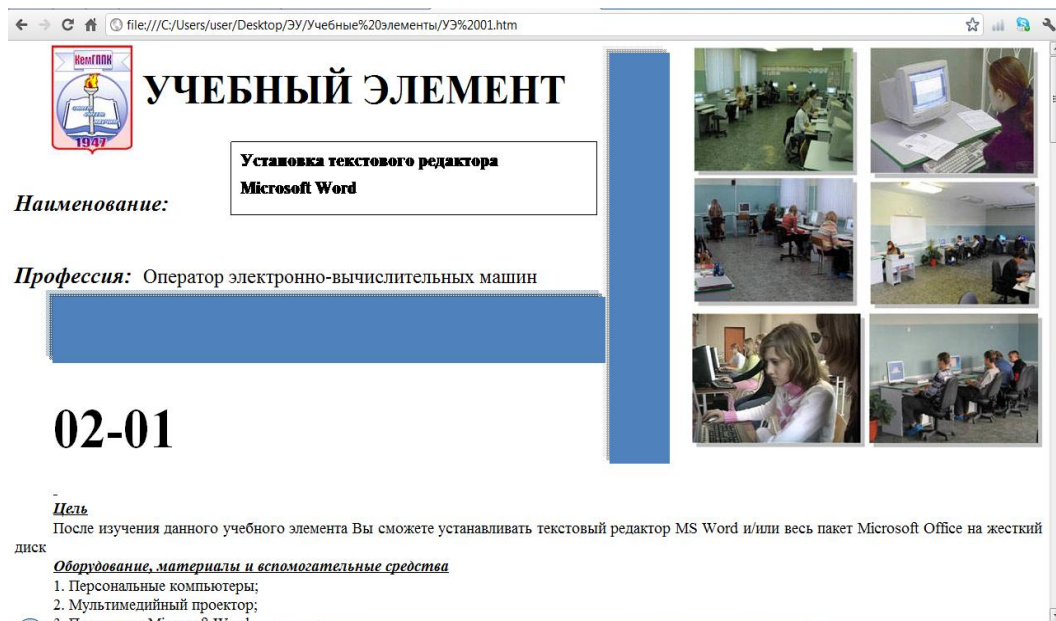 file:///C:/Users/user/Desktop/ЭУ/Учебные%20элементы/УЭ%2001.htm
КемГППК
1947
УЧЕБНЫЙ ЭЛЕМЕНТ
Установка текстового редактора
Microsoft Word
Наименование:
Профессия: Оператор электронно-вычислительных машин
02-01
Цель
После изучения данного учебного элемента Вы сможете устанавливать текстовый редактор MS Word и/или весь пакет Microsoft Office на жесткий
диск
Оборудование, материалы и вспомогательные средства
1. Персональные компьютеры;
2. Мультимедийный проектор;